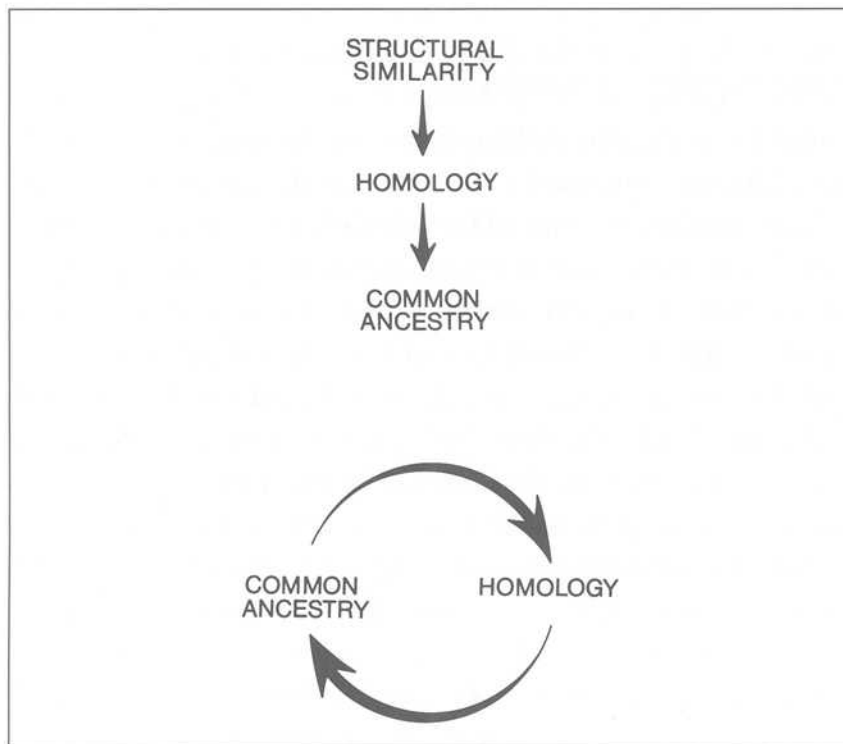 STRUCTURAL
SIMILARITY
HOMOLOGY
COMMON
ANCESTRY
COMMON
ANCESTRY
HOMOLOGY